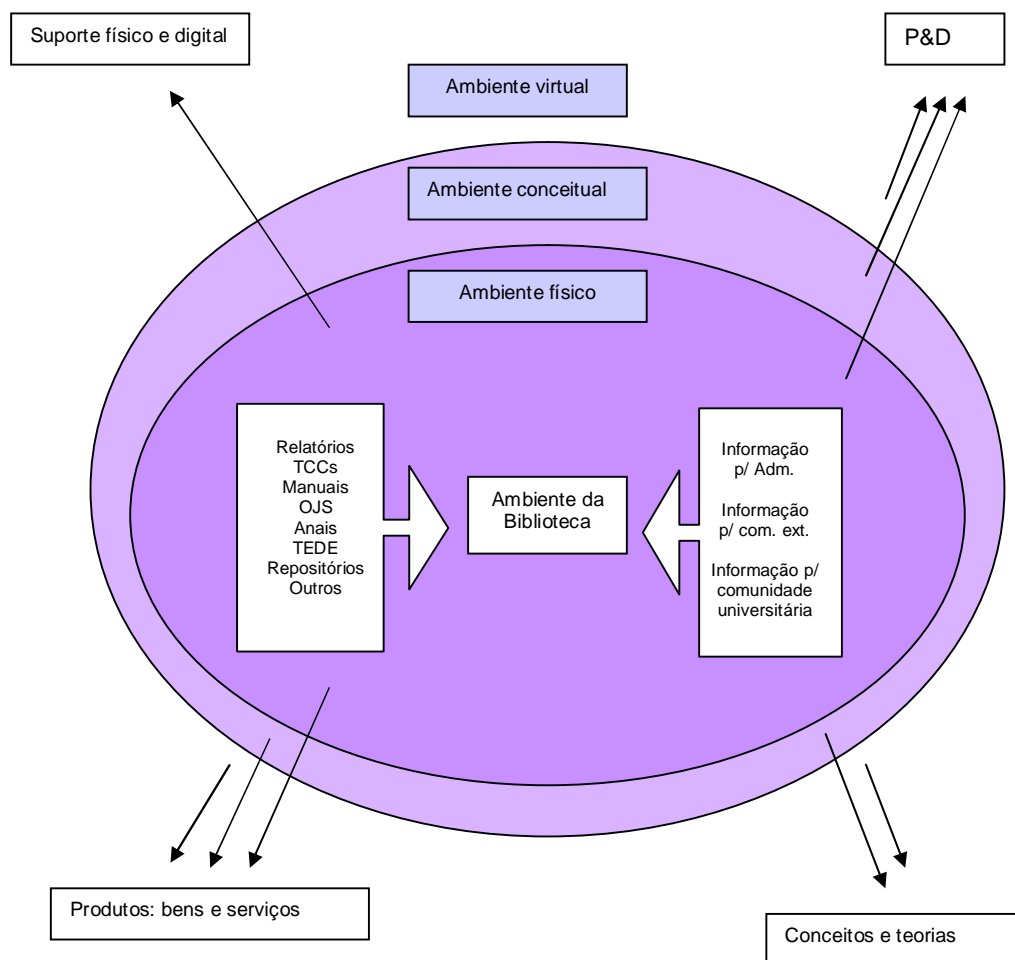 Suporte físico e digital
P&D
Ambiente virtual
Ambiente conceitual
Ambiente físico
Relatórios
TCCs
Manuais
OJS
Anais
TEDE
Repositórios
Outros
Ambiente da
Biblioteca
Informação
p/ Adm.
Informação
p/ com. ext.
Informação p/
comunidade
universitária
Produtos: bens e serviços
Conceitos e teorias